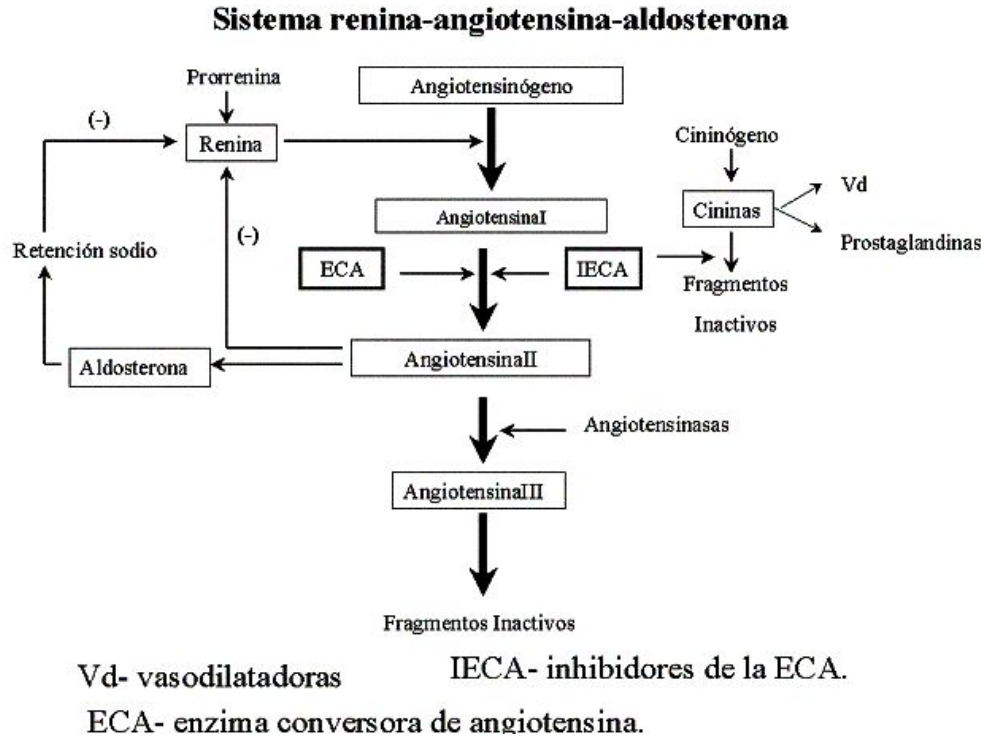 Sistema renina-angiotensina-aldosterona
Prorrenina
Angiotensinógeno
(-)
Renina
Cininógeno
Vd
AngiotensinaI
Cininas
(-)
Prostaglandinas
Retención sodio
ECA
IECA
Fragmentos
Inactivos
AngiotensinaII
Aldosterona
Angiotensinasas
AngiotensinaIII
Fragmentos Inactivos
Vd- vasodilatadoras
IECA- inhibidores de la ECA.
ECA- enzima conversora de angiotensina.